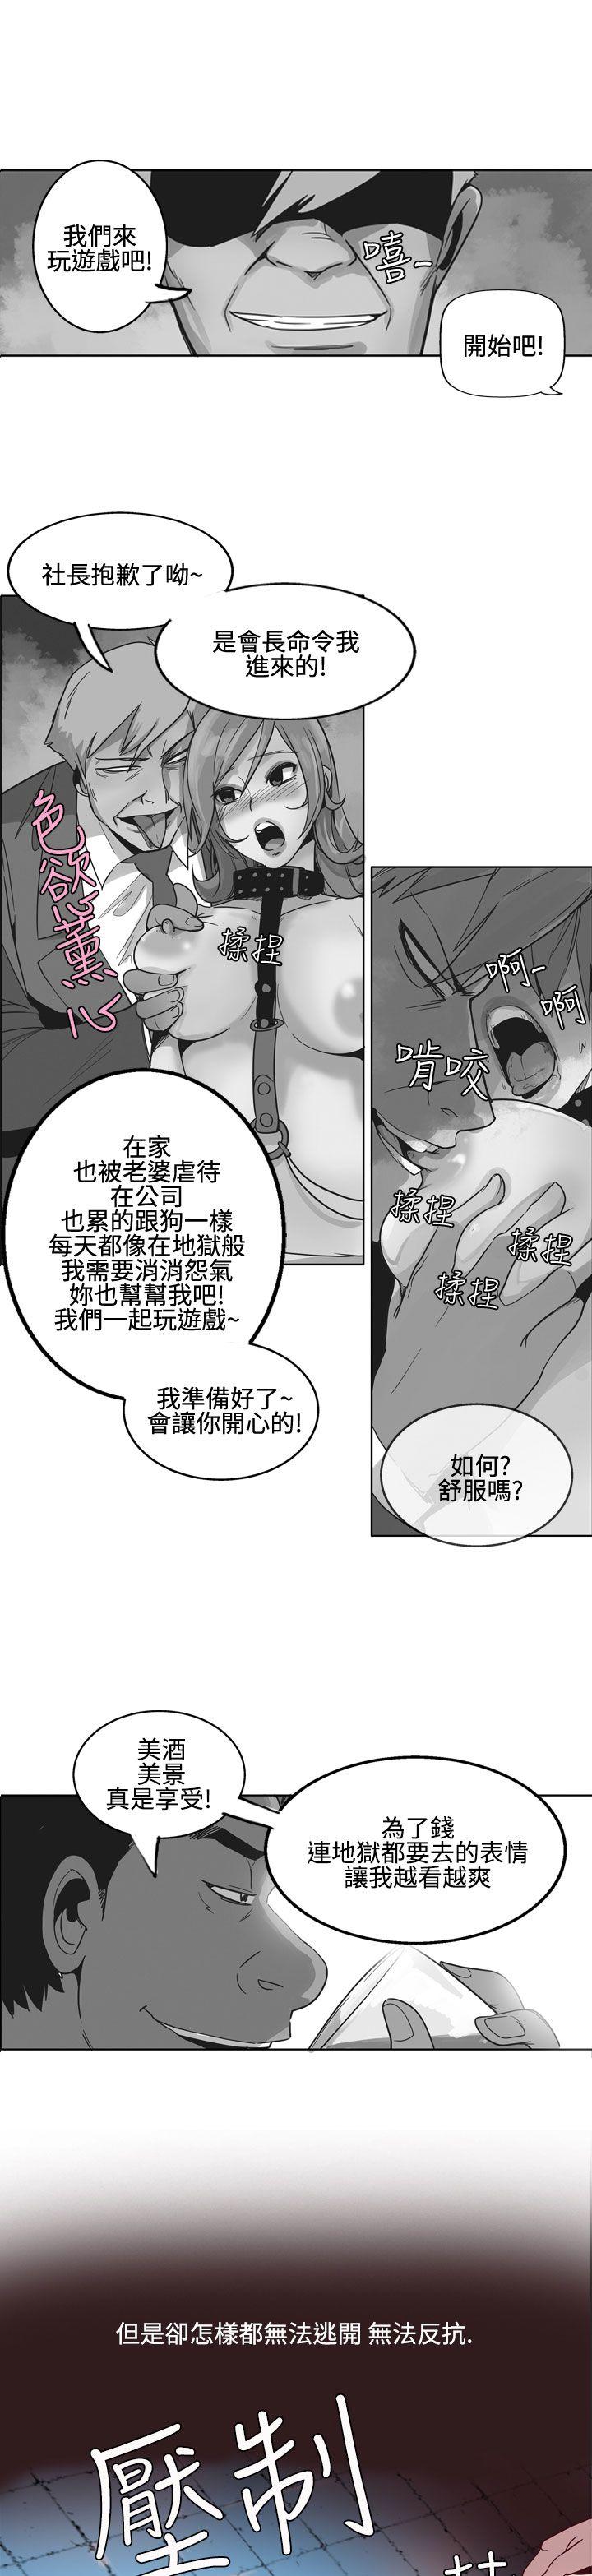 我們來
玩遊戲吧!
嘻~
開始吧!
社長抱歉了呦~
是會長命令我
進來的!
色欲薰心
揉捏
啊~
啊
啃咬
揉捏
揉捏
揉捏
在家
也被老婆虐待
在公司
也累的跟狗一樣
每天都像在地獄般
我需要消消怨氣
妳也幫幫我吧!
我們一起玩遊戲~
我準備好了~
會讓你開心的!
如何?
舒服嗎?
美酒
美景
真是享受!
為了錢
連地獄都要去的表情
讓我越看越爽
但是卻怎樣都無法逃開 無法反抗.
壓制